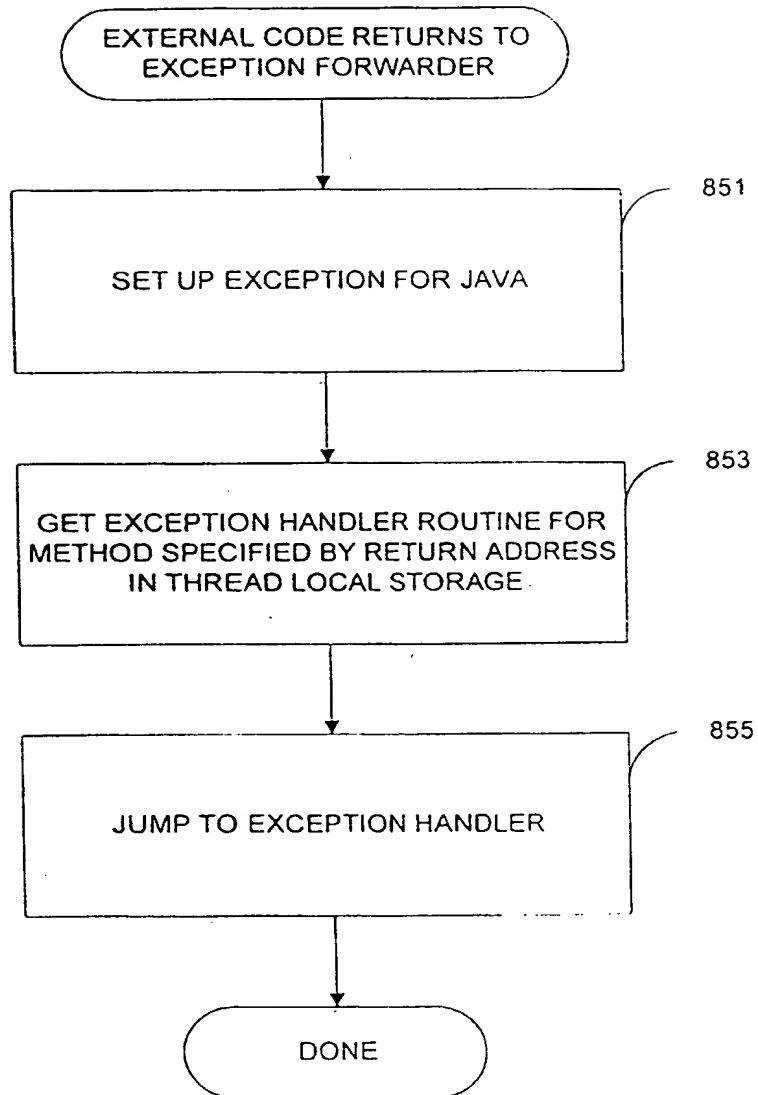 EXTERNAL CODE RETURNS TO
EXCEPTION FORWARDER
851
SET UP EXCEPTION FOR JAVA
853
GET EXCEPTION HANDLER ROUTINE FOR
METHOD SPECIFIED BY RETURN ADDRESS
IN THREAD LOCAL STORAGE
855
JUMP TO EXCEPTION HANDLER
DONE